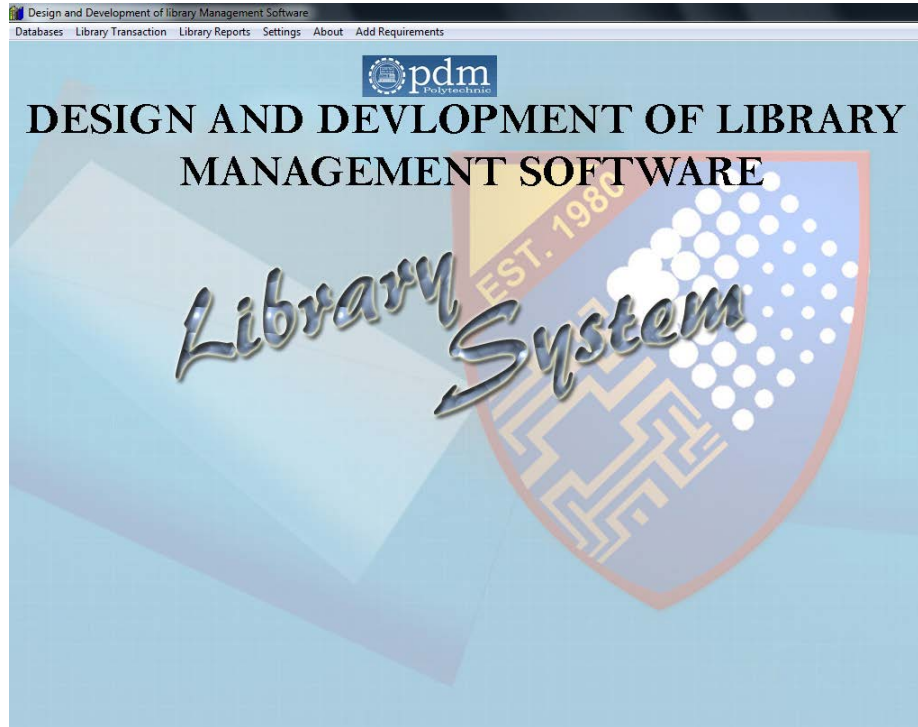 Design and Development of library Management Software
Databases Library Transaction Library Reports Settings About Add Requirements
pdm
Polytechnic
DESIGN AND DEVLOPMENT OF LIBRARY
MANAGEMENT SOFTWARE
EST. 1980
Library
System